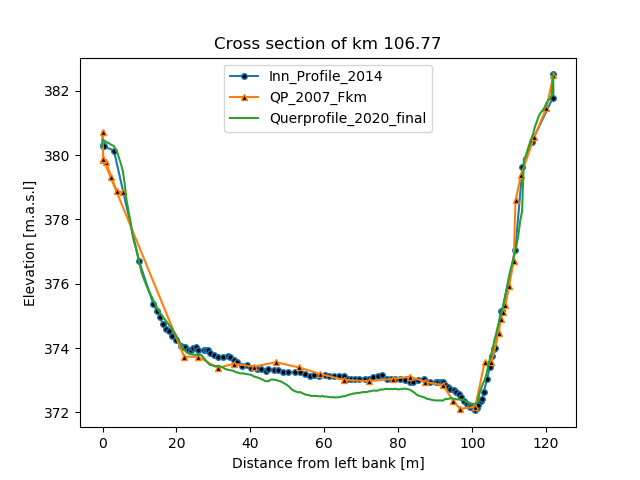 Cross section of km 106.77
Inn_Profile_2014
QP_2007_Fkm
Querprofile_2020_final
Elevation [m.a.s.l]
382
380
378
376
374
372
0 20 40 60 80 100 120
Distance from left bank [m]